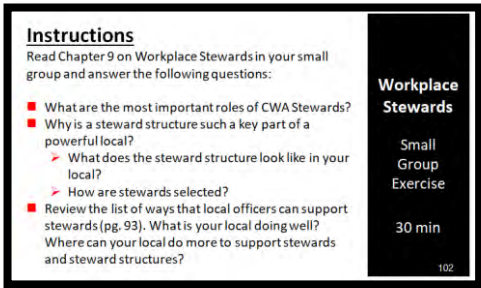 Instructions
Read Chapter 9 on Workplace Stewards in your small
group and answer the following questions:
■ What are the most important roles of CWA Stewards?
■ Why is a steward structure such a key part of a
powerful local?
➢ What does the steward structure look like in your
local?
➢ How are stewards selected?
■ Review the list of ways that local officers can support
stewards (pg. 93). What is your local doing well?
Where can your local do more to support stewards
and steward structures?
Workplace
Stewards
Small
Group
Exercise
30 min
102